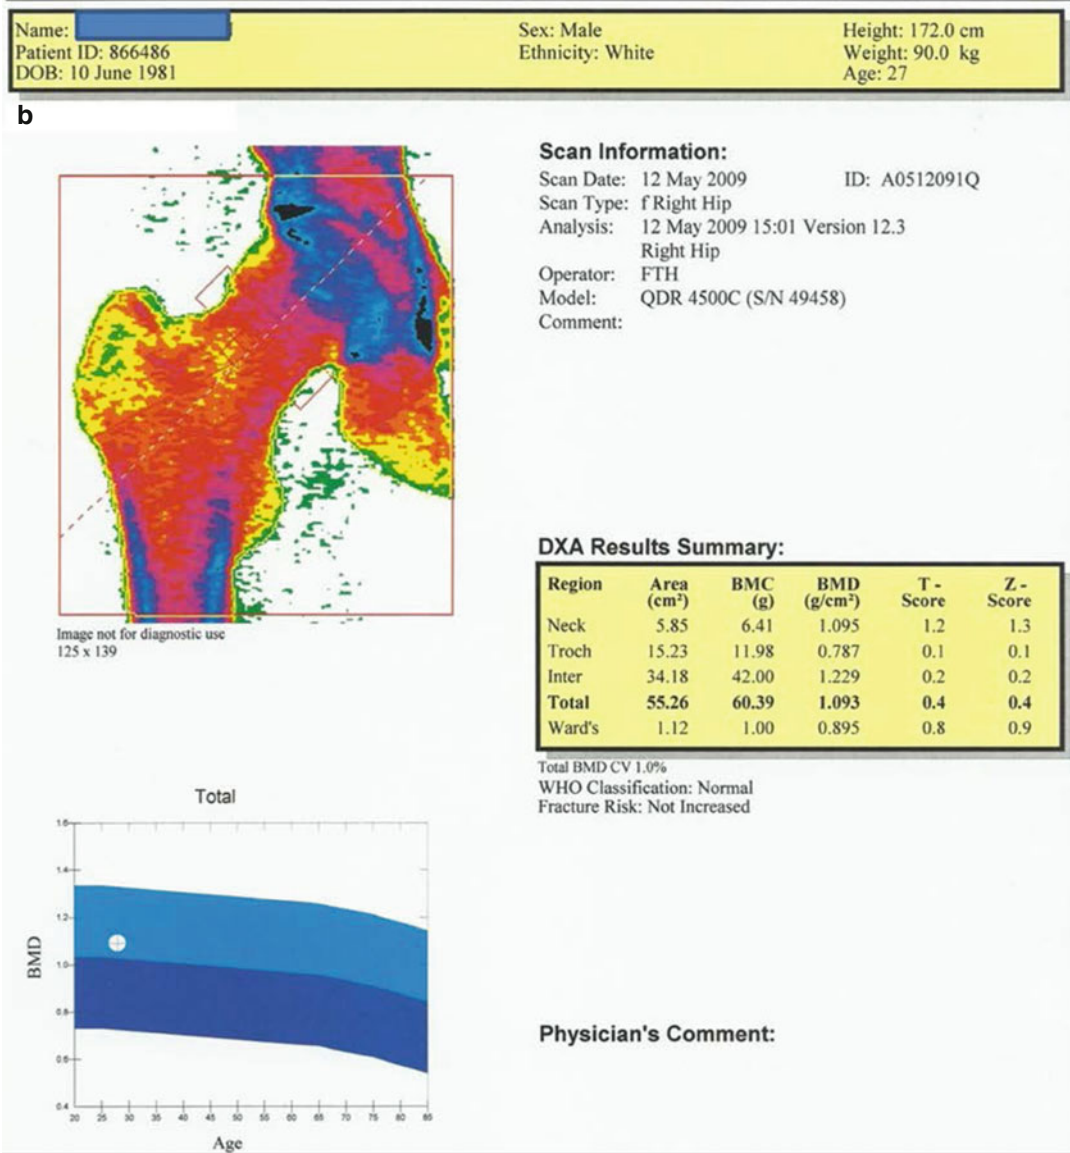 Name:
Sex: Male
Height: 172.0 cm
Patient ID: 866486
Ethnicity: White
Weight: 90.0 kg
DOB: 10 June 1981
Age: 27
b
Scan Information:
Scan Date: 12 May 2009 ID: A0512091Q
Scan Type: f Right Hip
Analysis: 12 May 2009 15:01 Version 12.3
Right Hip
Operator: FTH
Model: QDR 4500C (S/N 49458)
Comment:
Image not for diagnostic use
125 x 139
DXA Results Summary:
Region Area BMC BMD T - Z -
(cm²) (g) (g/cm²) Score Score
Neck 5.85 6.41 1.095 1.2 1.3
Troch 15.23 11.98 0.787 0.1 0.1
Inter 34.18 42.00 1.229 0.2 0.2
Total 55.26 60.39 1.093 0.4 0.4
Ward's 1.12 1.00 0.895 0.8 0.9
Total BMD CV 1.0%
WHO Classification: Normal
Fracture Risk: Not Increased
Total
1.6
1.4
1.2
1.0
0.8
0.6
0.4
BMD
20 25 30 35 40 45 50 55 60 65 70 75 80 85
Age
Physician's Comment: